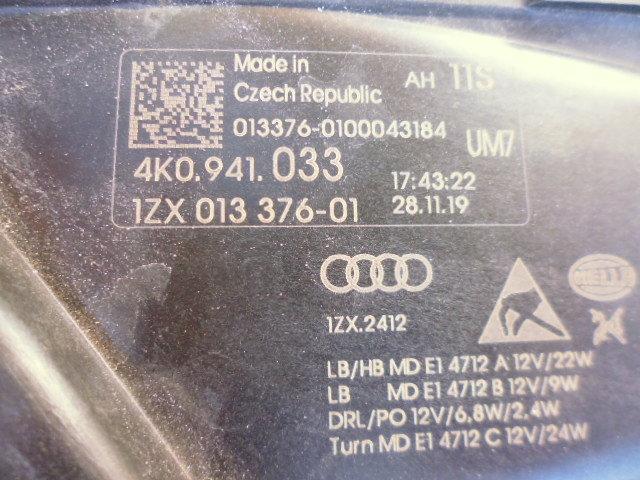 Made in AH 11S
Czech Republic
013376-0100043184 UM7
4K0.941.033 17:43:22
1ZX 013 376-01 28.11.19
HELLA
1ZX.2412
LB/HB MD E1 4712 A 12V/22W
LB MD E1 4712 B 12V/9W
DRL/PO 12V/6,8W/2,4W
Turn MD E1 4712 C 12V/24W